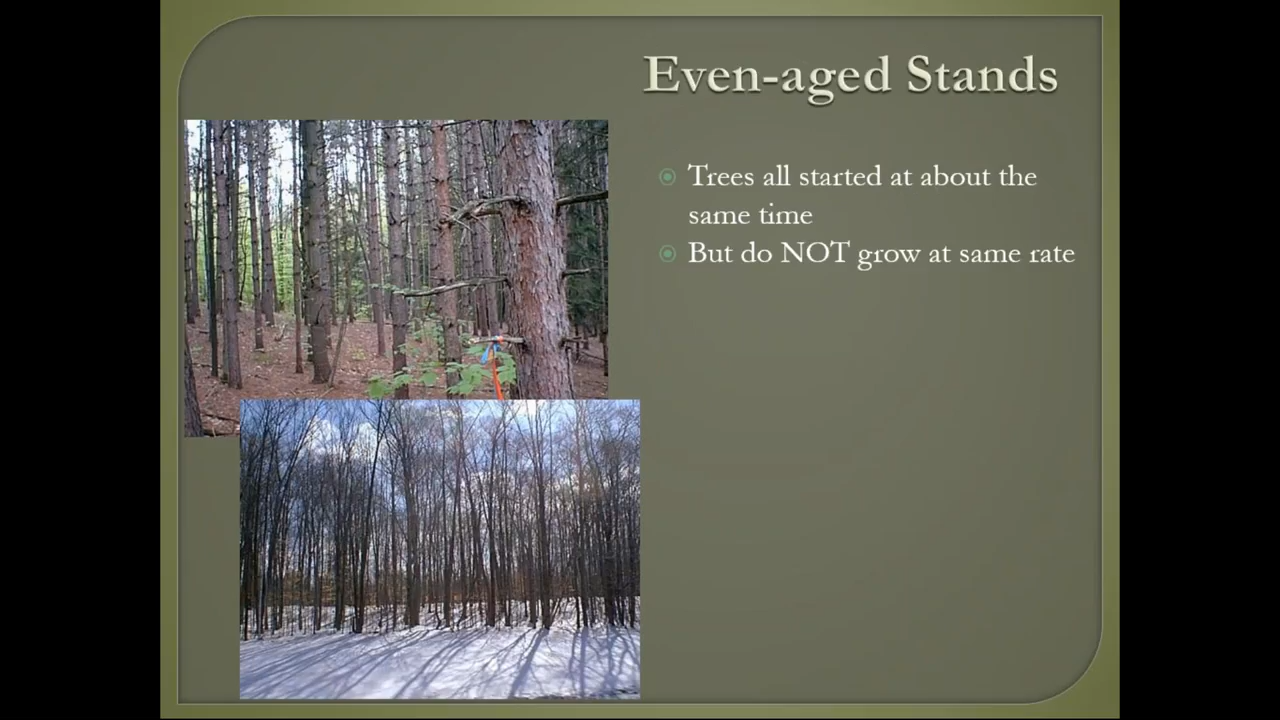 Even-aged Stands
Trees all started at about the
same time
But do NOT grow at same rate